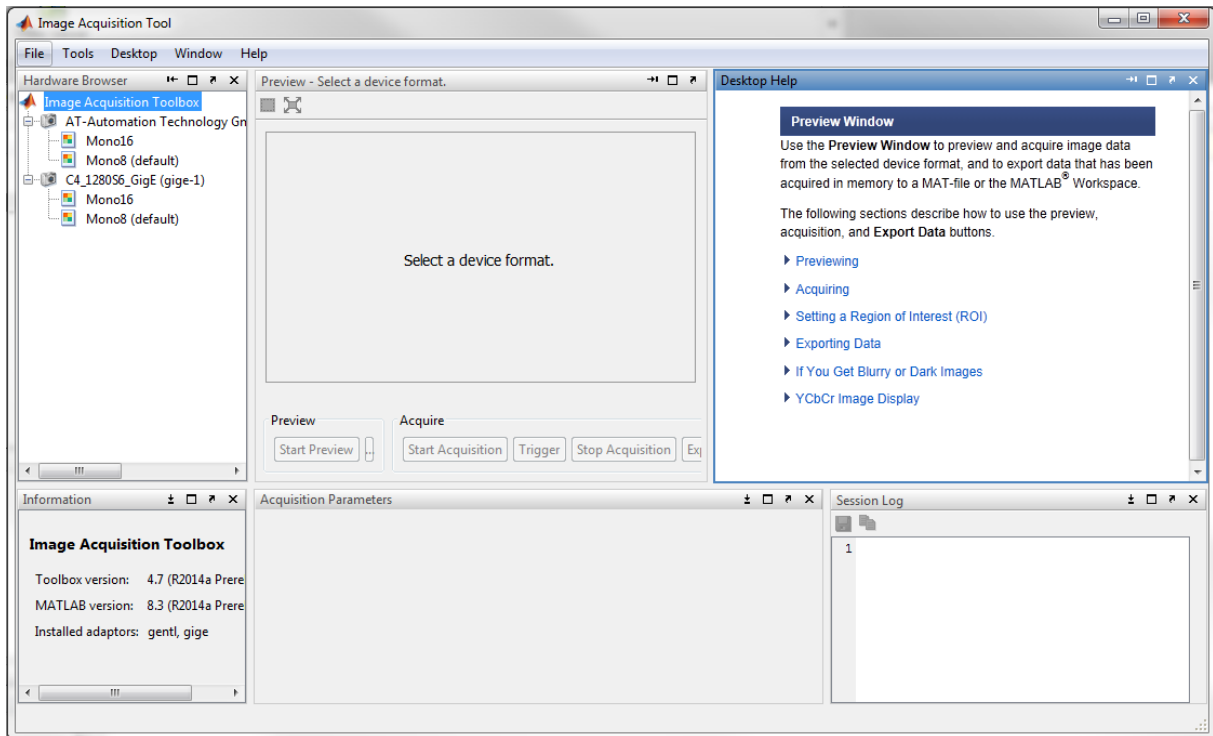 Image Acquisition Tool
File Tools Desktop Window Help
Hardware Browser
Image Acquisition Toolbox
AT-Automation Technology Gn
Mono16
Mono8 (default)
C4_1280S6_GigE (gige-1)
Mono16
Mono8 (default)
Preview - Select a device format.
Select a device format.
Preview
Start Preview ...
Acquire
Start Acquisition Trigger Stop Acquisition Exp
Desktop Help
Preview Window
Use the Preview Window to preview and acquire image data
from the selected device format, and to export data that has been
acquired in memory to a MAT-file or the MATLAB® Workspace.
The following sections describe how to use the preview,
acquisition, and Export Data buttons.
Previewing
Acquiring
Setting a Region of Interest (ROI)
Exporting Data
If You Get Blurry or Dark Images
YCbCr Image Display
Information
Image Acquisition Toolbox
Toolbox version: 4.7 (R2014a Prere
MATLAB version: 8.3 (R2014a Prere
Installed adaptors: gentl, gige
Acquisition Parameters
Session Log
1